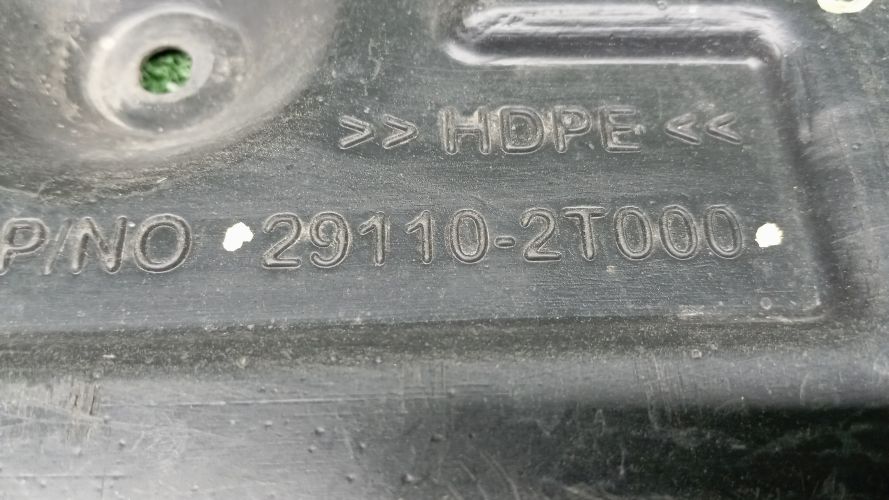 >> HDPE <<
P/NO 29110-2T000